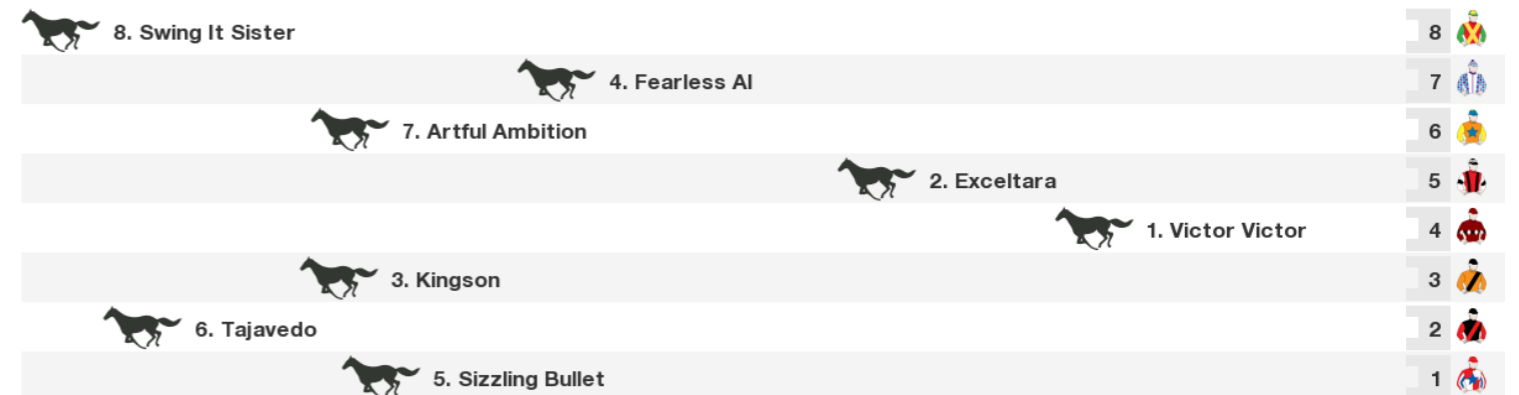 8. Swing It Sister 8
4. Fearless Al 7
7. Artful Ambition 6
2. Exceltara 5
1. Victor Victor 4
3. Kingson 3
6. Tajavedo 2
5. Sizzling Bullet 1